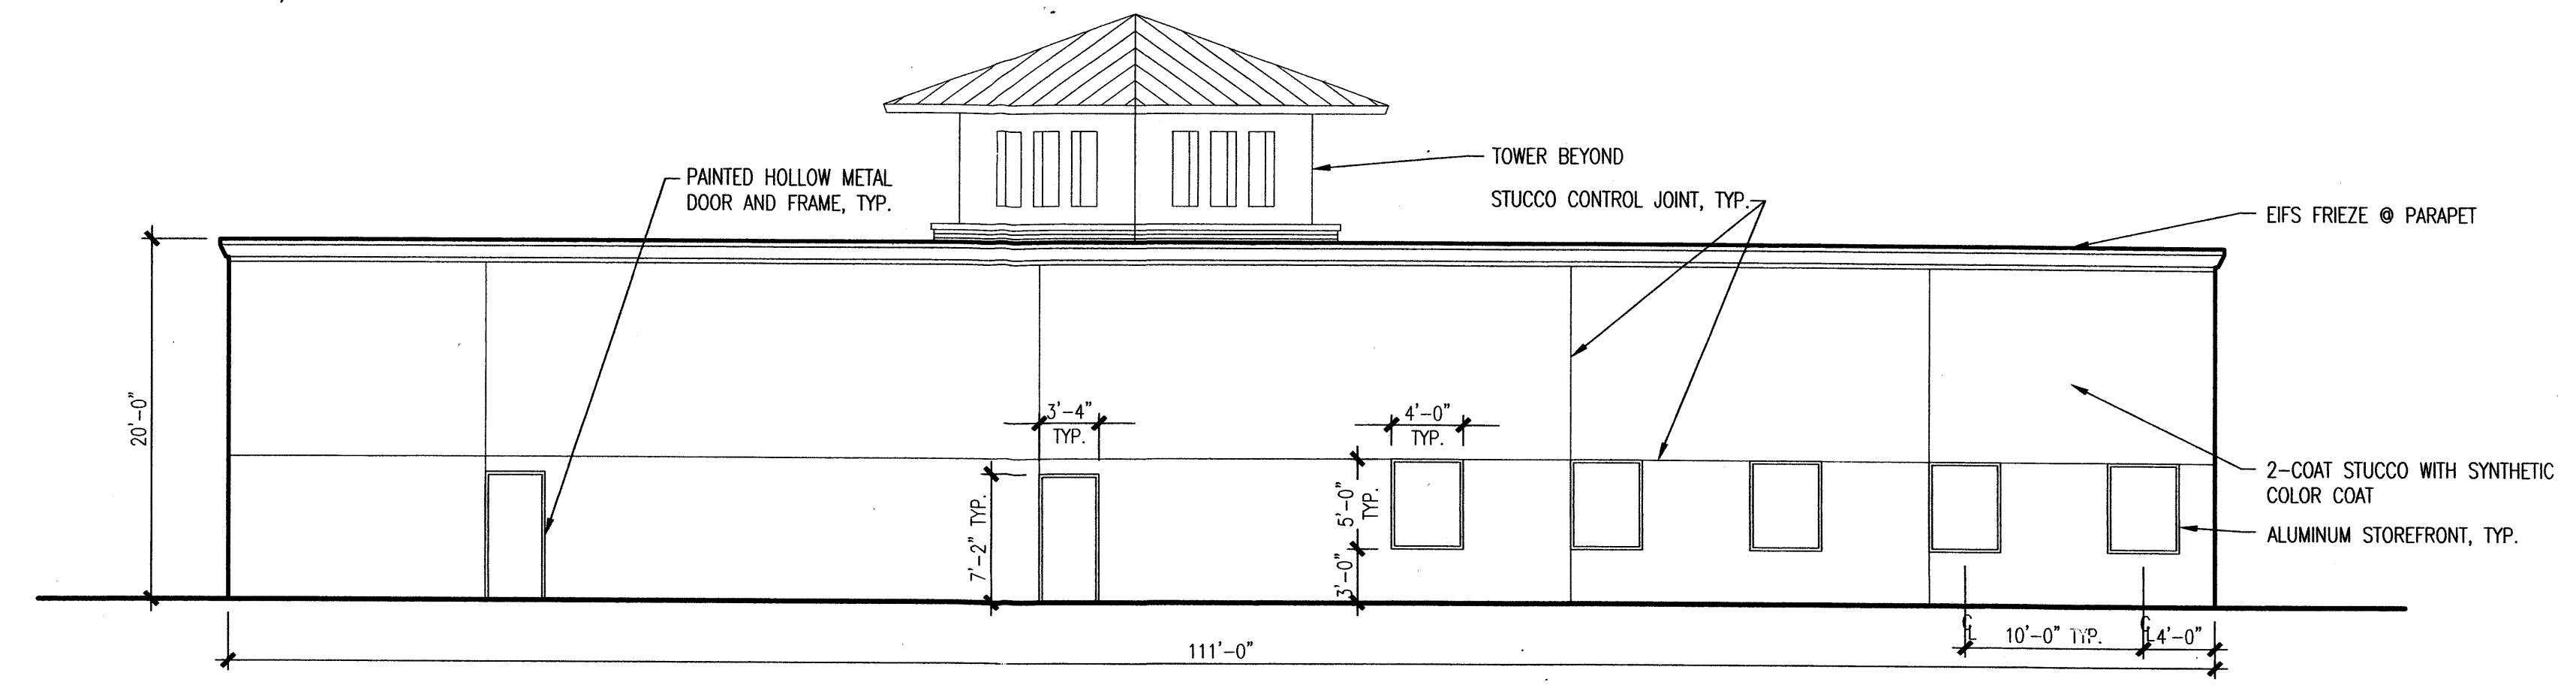 TOWER BEYOND
PAINTED HOLLOW METAL
DOOR AND FRAME, TYP.
STUCCO CONTROL JOINT, TYP.
EIFS FRIEZE @ PARAPET
20'-0"
3'-4"
TYP.
4'-0"
TYP.
7'-2" TYP.
5'-0"
TYP.
3'-0"
2-COAT STUCCO WITH SYNTHETIC
COLOR COAT
ALUMINUM STOREFRONT, TYP.
CL
10'-0" TYP.
CL
4'-0"
111'-0"